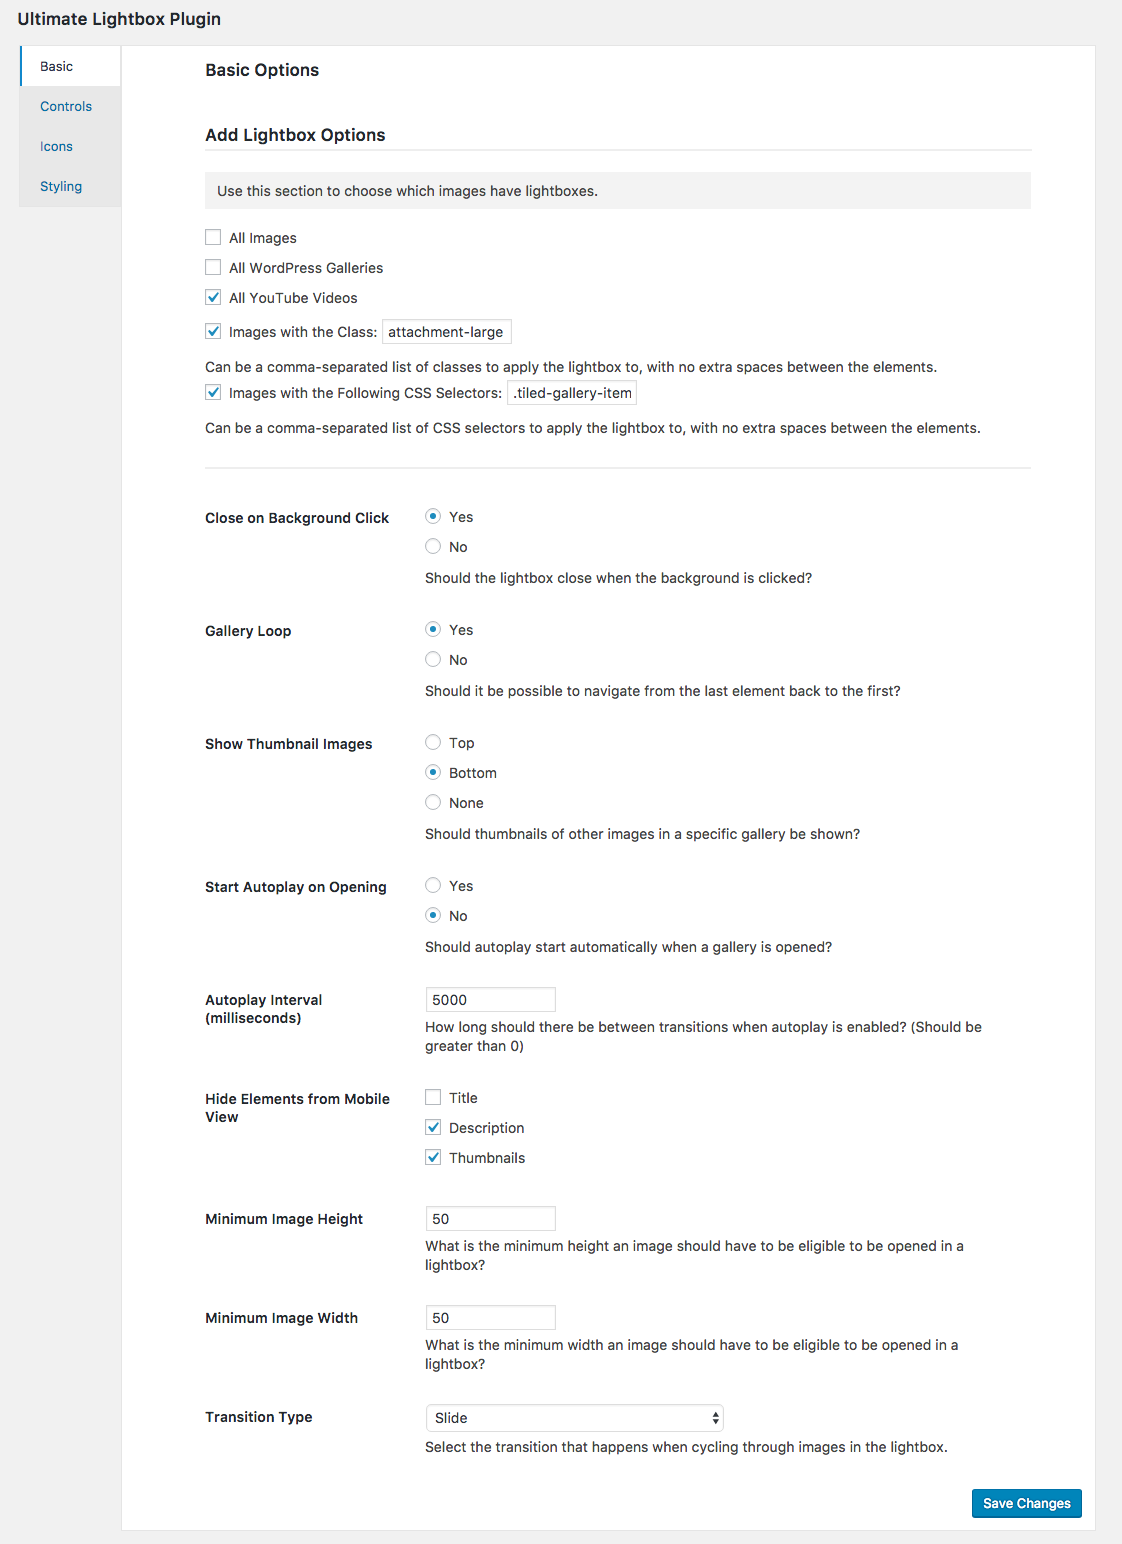 Ultimate Lightbox Plugin
Basic
Controls
Icons
Styling
Basic Options
Add Lightbox Options
Use this section to choose which images have lightboxes.
All Images
All WordPress Galleries
All YouTube Videos
Images with the Class: attachment-large
Can be a comma-separated list of classes to apply the lightbox to, with no extra spaces between the elements.
Images with the Following CSS Selectors: .tiled-gallery-item
Can be a comma-separated list of CSS selectors to apply the lightbox to, with no extra spaces between the elements.
Close on Background Click
Yes
No
Should the lightbox close when the background is clicked?
Gallery Loop
Yes
No
Should it be possible to navigate from the last element back to the first?
Show Thumbnail Images
Top
Bottom
None
Should thumbnails of other images in a specific gallery be shown?
Start Autoplay on Opening
Yes
No
Should autoplay start automatically when a gallery is opened?
Autoplay Interval
(milliseconds)
5000
How long should there be between transitions when autoplay is enabled? (Should be
greater than 0)
Hide Elements from Mobile
View
Title
Description
Thumbnails
Minimum Image Height
50
What is the minimum height an image should have to be eligible to be opened in a
lightbox?
Minimum Image Width
50
What is the minimum width an image should have to be eligible to be opened in a
lightbox?
Transition Type
Slide
Select the transition that happens when cycling through images in the lightbox.
Save Changes